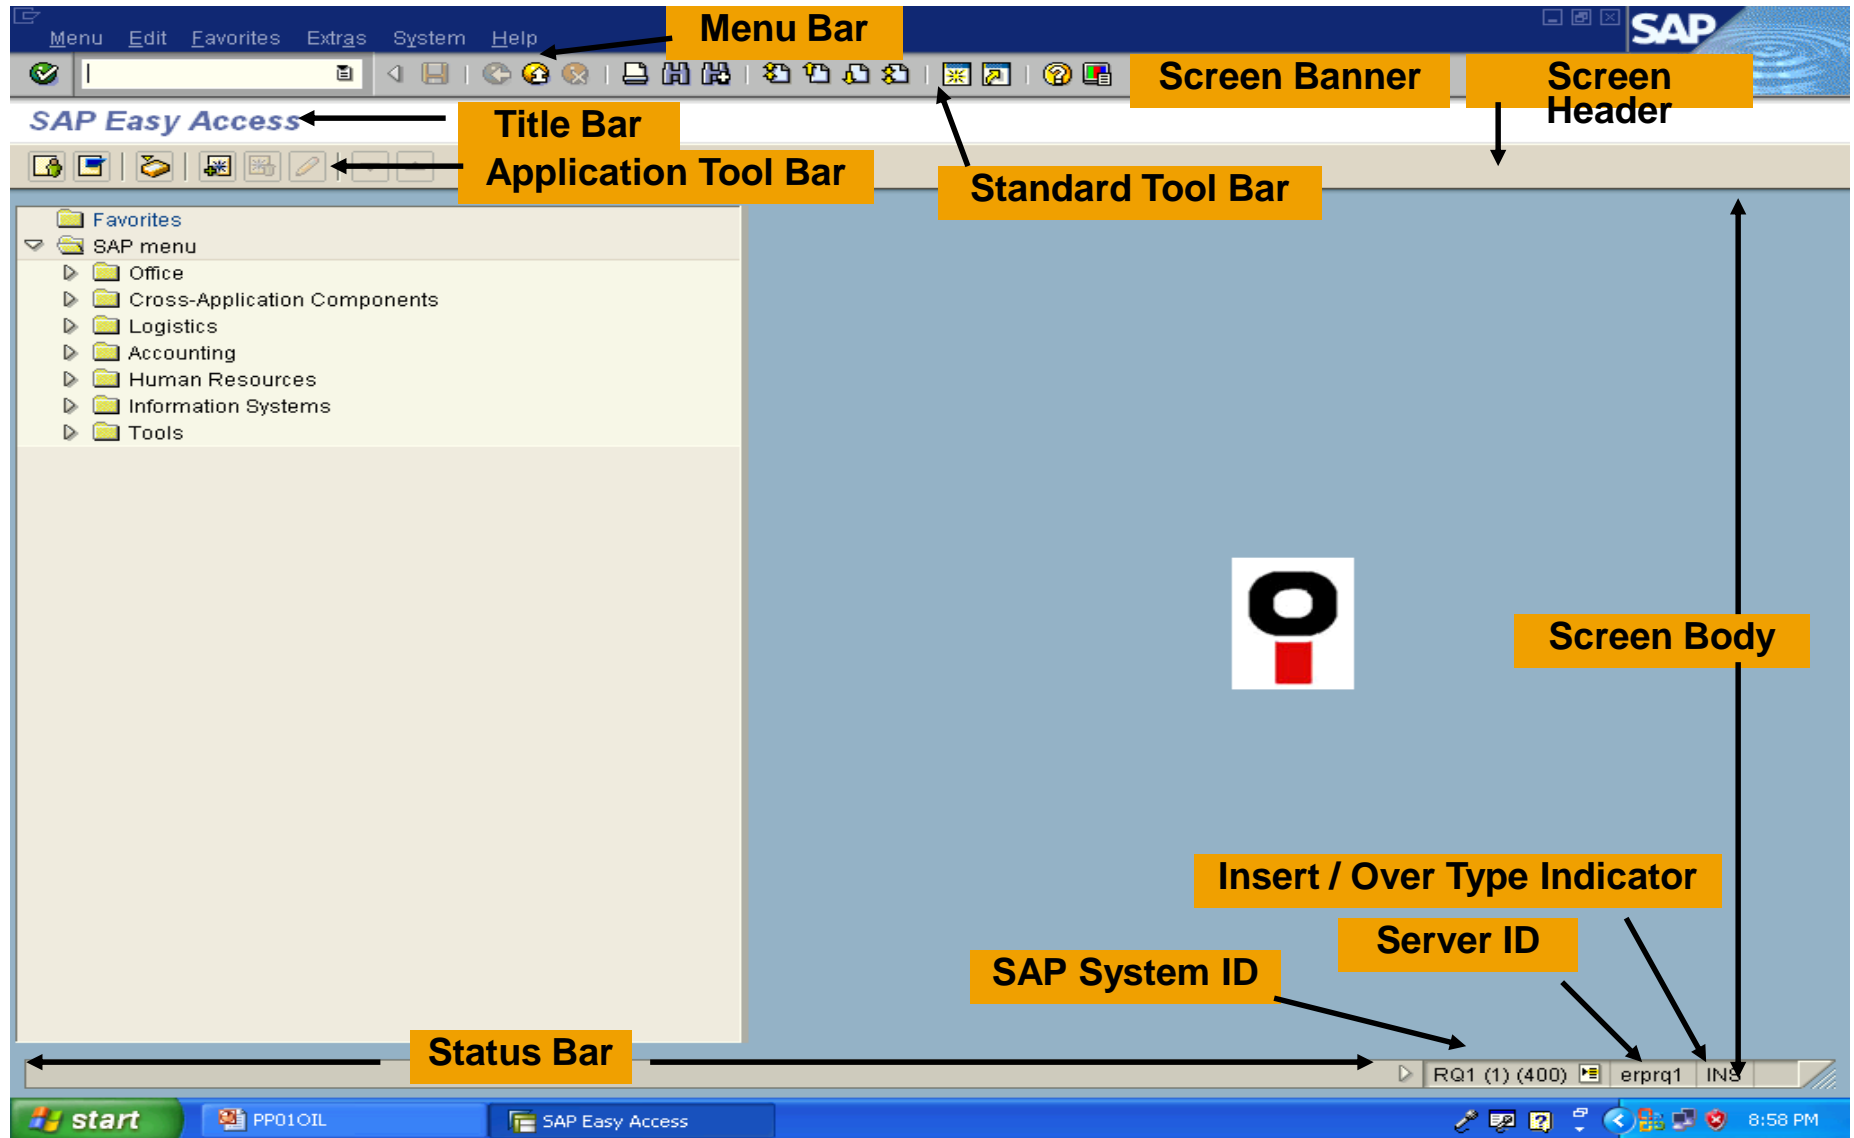 Menu Edit Favorites Extras System Help
Menu Bar
SAP
Screen Banner
Screen
Header
SAP Easy Access
Title Bar
Application Tool Bar
Standard Tool Bar
Favorites
SAP menu
Office
Cross-Application Components
Logistics
Accounting
Human Resources
Information Systems
Tools
Screen Body
Insert / Over Type Indicator
Server ID
SAP System ID
Status Bar
RQ1 (1) (400) erprq1 INS
start PP01OIL SAP Easy Access 8:58 PM